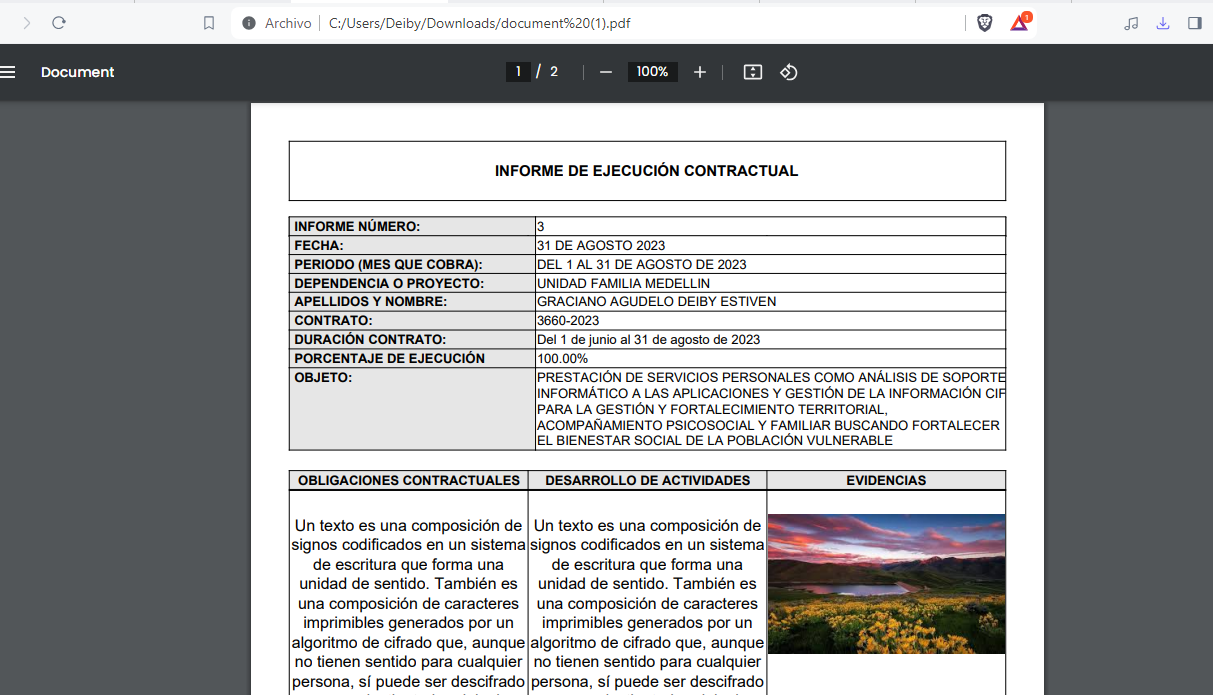 Archivo C:/Users/Deiby/Downloads/document%20(1).pdf
1
Document
1 / 2
100%
INFORME DE EJECUCIÓN CONTRACTUAL
INFORME NÚMERO: 3
FECHA: 31 DE AGOSTO 2023
PERIODO (MES QUE COBRA): DEL 1 AL 31 DE AGOSTO DE 2023
DEPENDENCIA O PROYECTO: UNIDAD FAMILIA MEDELLIN
APELLIDOS Y NOMBRE: GRACIANO AGUDELO DEIBY ESTIVEN
CONTRATO: 3660-2023
DURACIÓN CONTRATO: Del 1 de junio al 31 de agosto de 2023
PORCENTAJE DE EJECUCIÓN 100.00%
OBJETO: PRESTACIÓN DE SERVICIOS PERSONALES COMO ANÁLISIS DE SOPORTE
INFORMÁTICO A LAS APLICACIONES Y GESTIÓN DE LA INFORMACIÓN CIF
PARA LA GESTIÓN Y FORTALECIMIENTO TERRITORIAL,
ACOMPAÑAMIENTO PSICOSOCIAL Y FAMILIAR BUSCANDO FORTALECER
EL BIENESTAR SOCIAL DE LA POBLACIÓN VULNERABLE
OBLIGACIONES CONTRACTUALES DESARROLLO DE ACTIVIDADES EVIDENCIAS
Un texto es una composición de
signos codificados en un sistema
de escritura que forma una
unidad de sentido. También es
una composición de caracteres
imprimibles generados por un
algoritmo de cifrado que, aunque
no tienen sentido para cualquier
persona, sí puede ser descifrado
Un texto es una composición de
signos codificados en un sistema
de escritura que forma una
unidad de sentido. También es
una composición de caracteres
imprimibles generados por un
algoritmo de cifrado que, aunque
no tienen sentido para cualquier
persona, sí puede ser descifrado